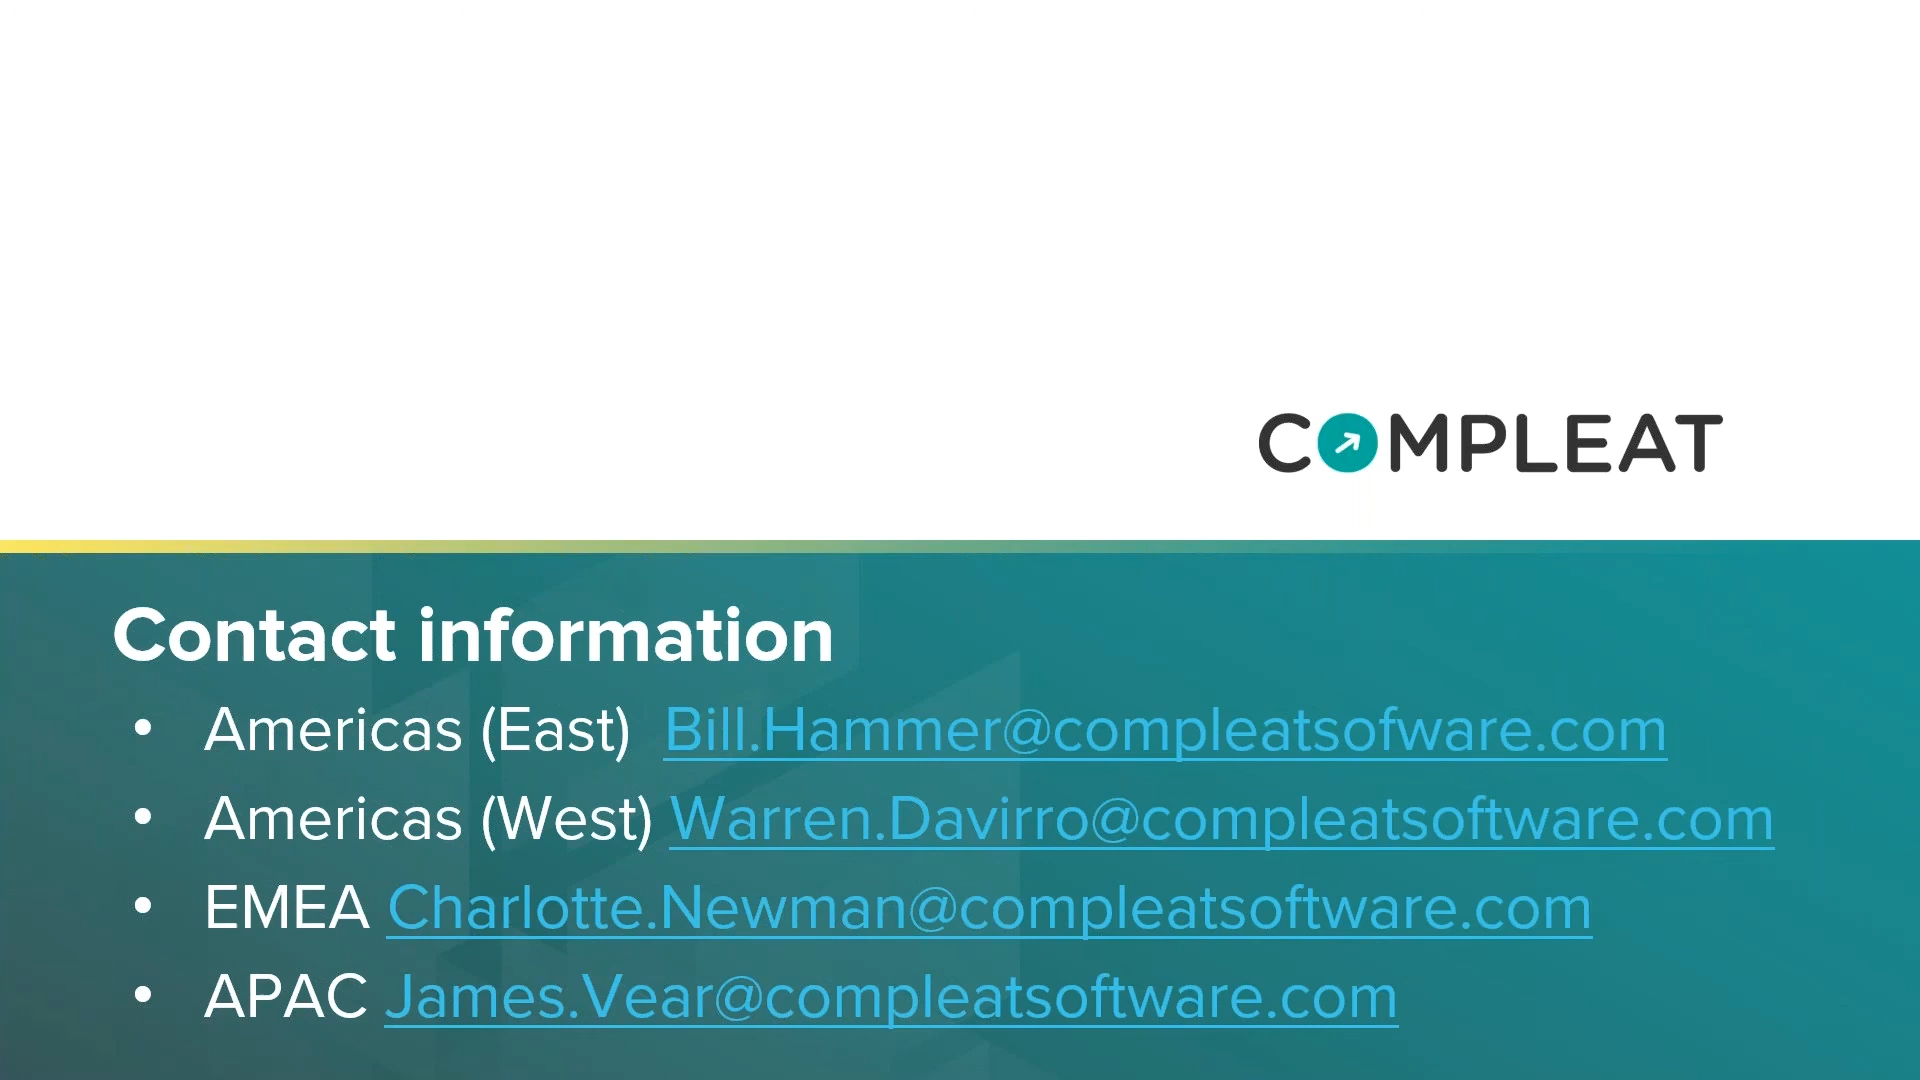 COMPLEAT
Contact information
• Americas (East) Bill.Hammer@compleatsofware.com
• Americas (West) Warren.Davirro@compleatsoftware.com
• EMEA Charlotte.Newman@compleatsoftware.com
• APAC James.Vear@compleatsoftware.com